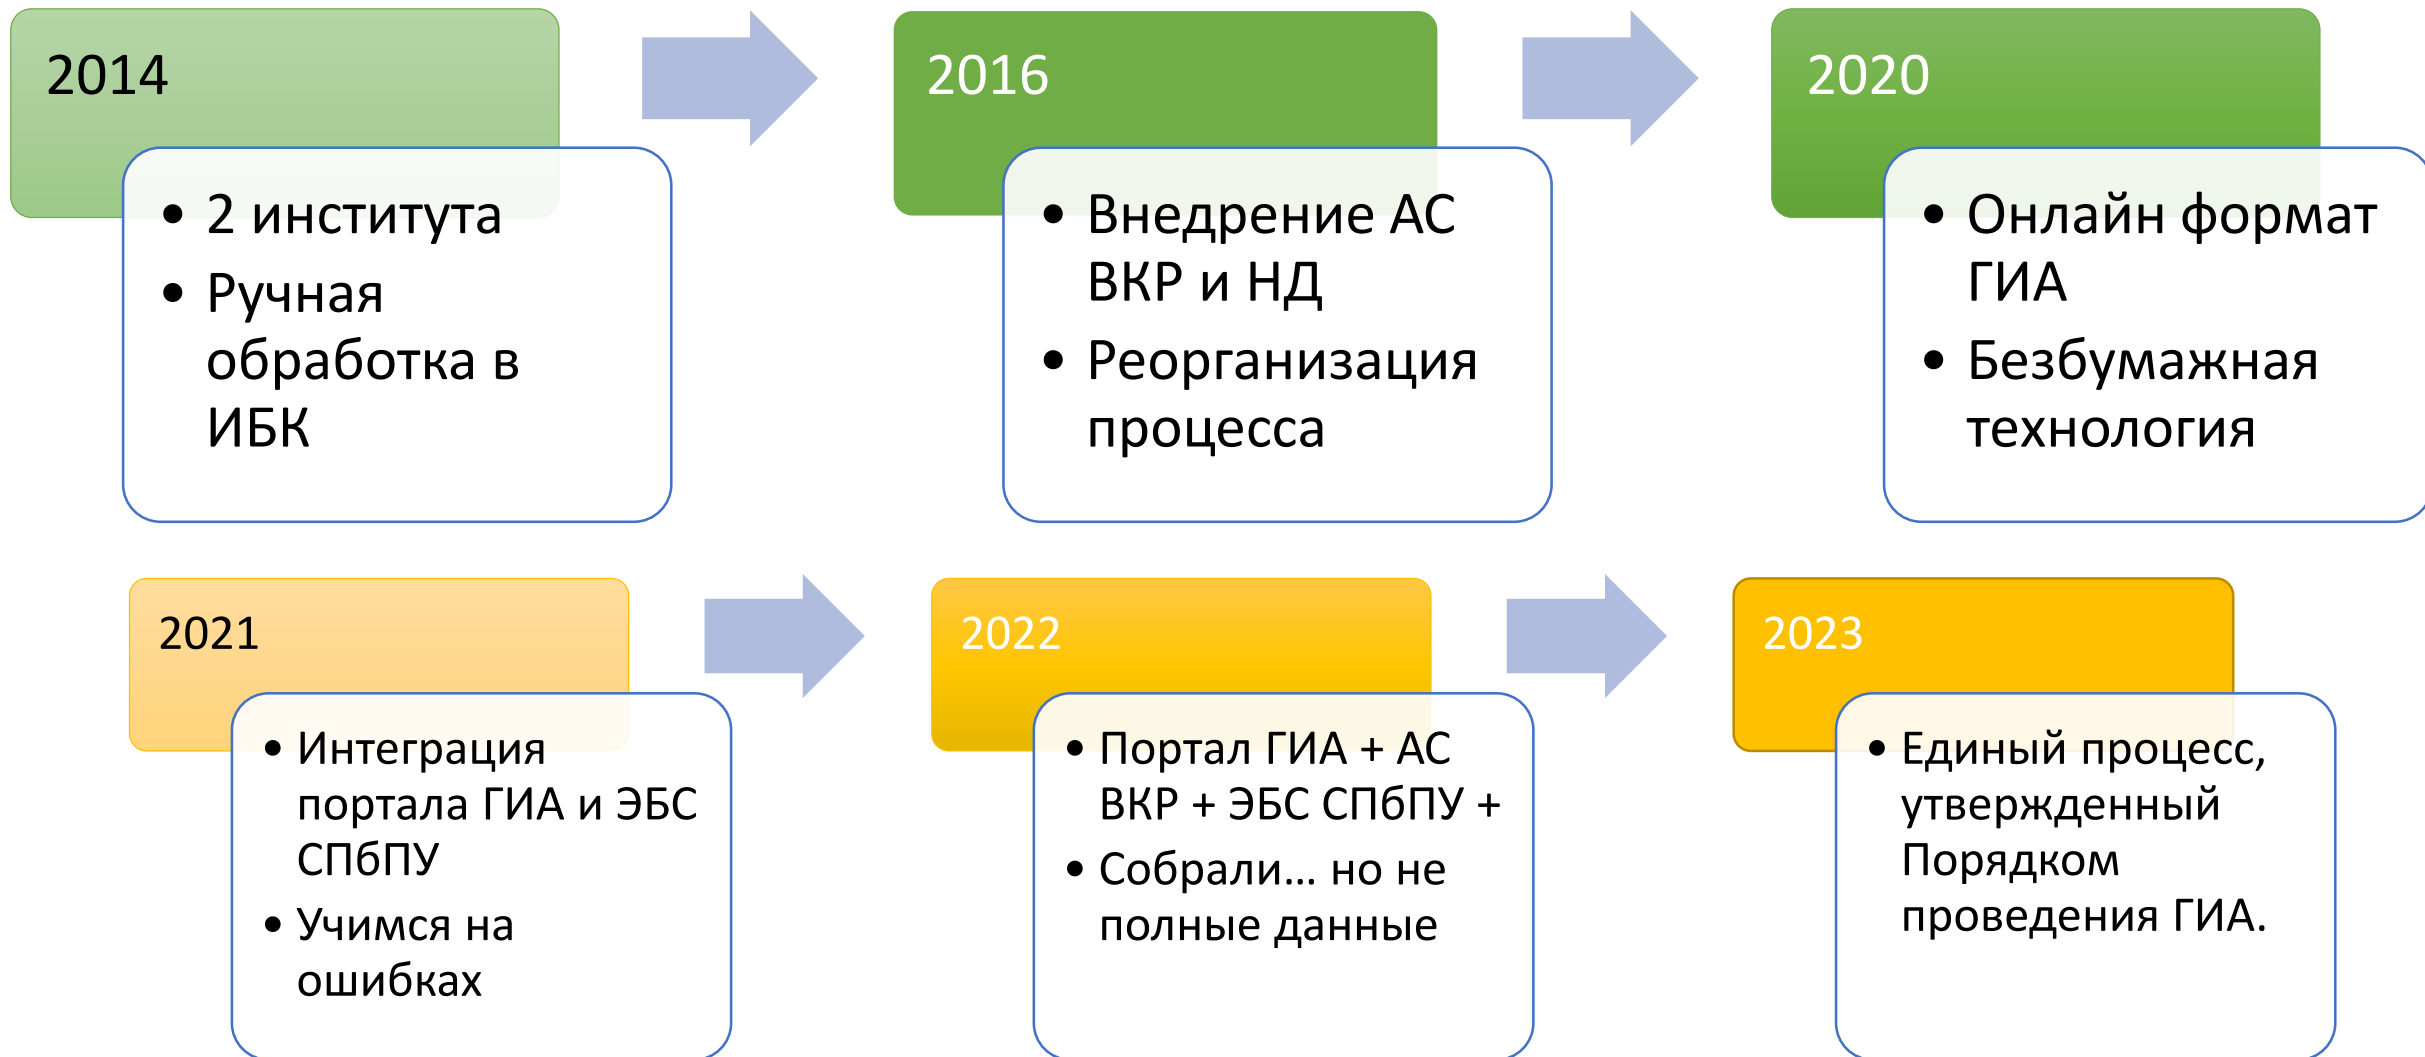 2014
• 2 института
• Ручная
обработка в
ИБК
2016
• Внедрение АС
ВКР и НД
• Реорганизация
процесса
2020
• Онлайн формат
ГИА
• Безбумажная
технология
2021
• Интеграция
портала ГИА и ЭБС
СПбПУ
• Учимся на
ошибках
2022
• Портал ГИА + АС
ВКР + ЭБС СПбПУ +
• Собрали... но не
полные данные
2023
• Единый процесс,
утвержденный
Порядком
проведения ГИА.